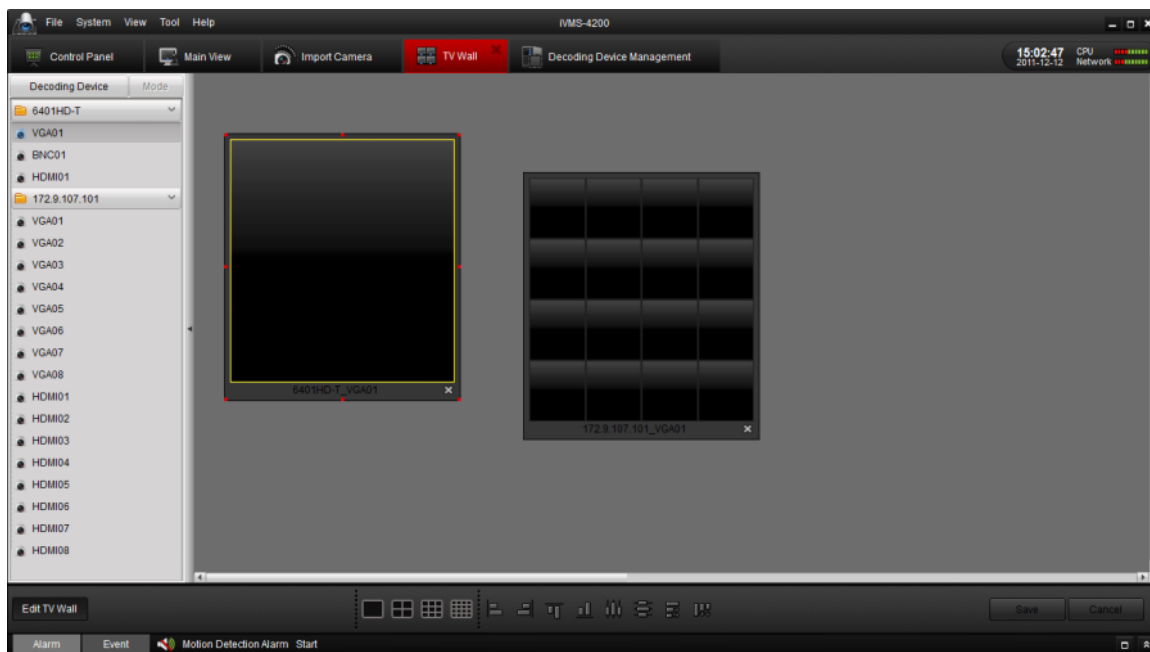 File System View Tool Help iVMS-4200
Control Panel Main View Import Camera TV Wall Decoding Device Management 15:02:47 CPU
2011-12-12 Network
Decoding Device Mode
6401HD-T
VGA01
BNC01
HDMI01
172.9.107.101
VGA01
VGA02
VGA03
VGA04
VGA05
VGA06
VGA07
VGA08
HDMI01
HDMI02
HDMI03
HDMI04
HDMI05
HDMI06
HDMI07
HDMI08
6401HD-T_VGA01
172.9.107.101_VGA01
Edit TV Wall Save Cancel
Alarm Event Motion Detection Alarm Start